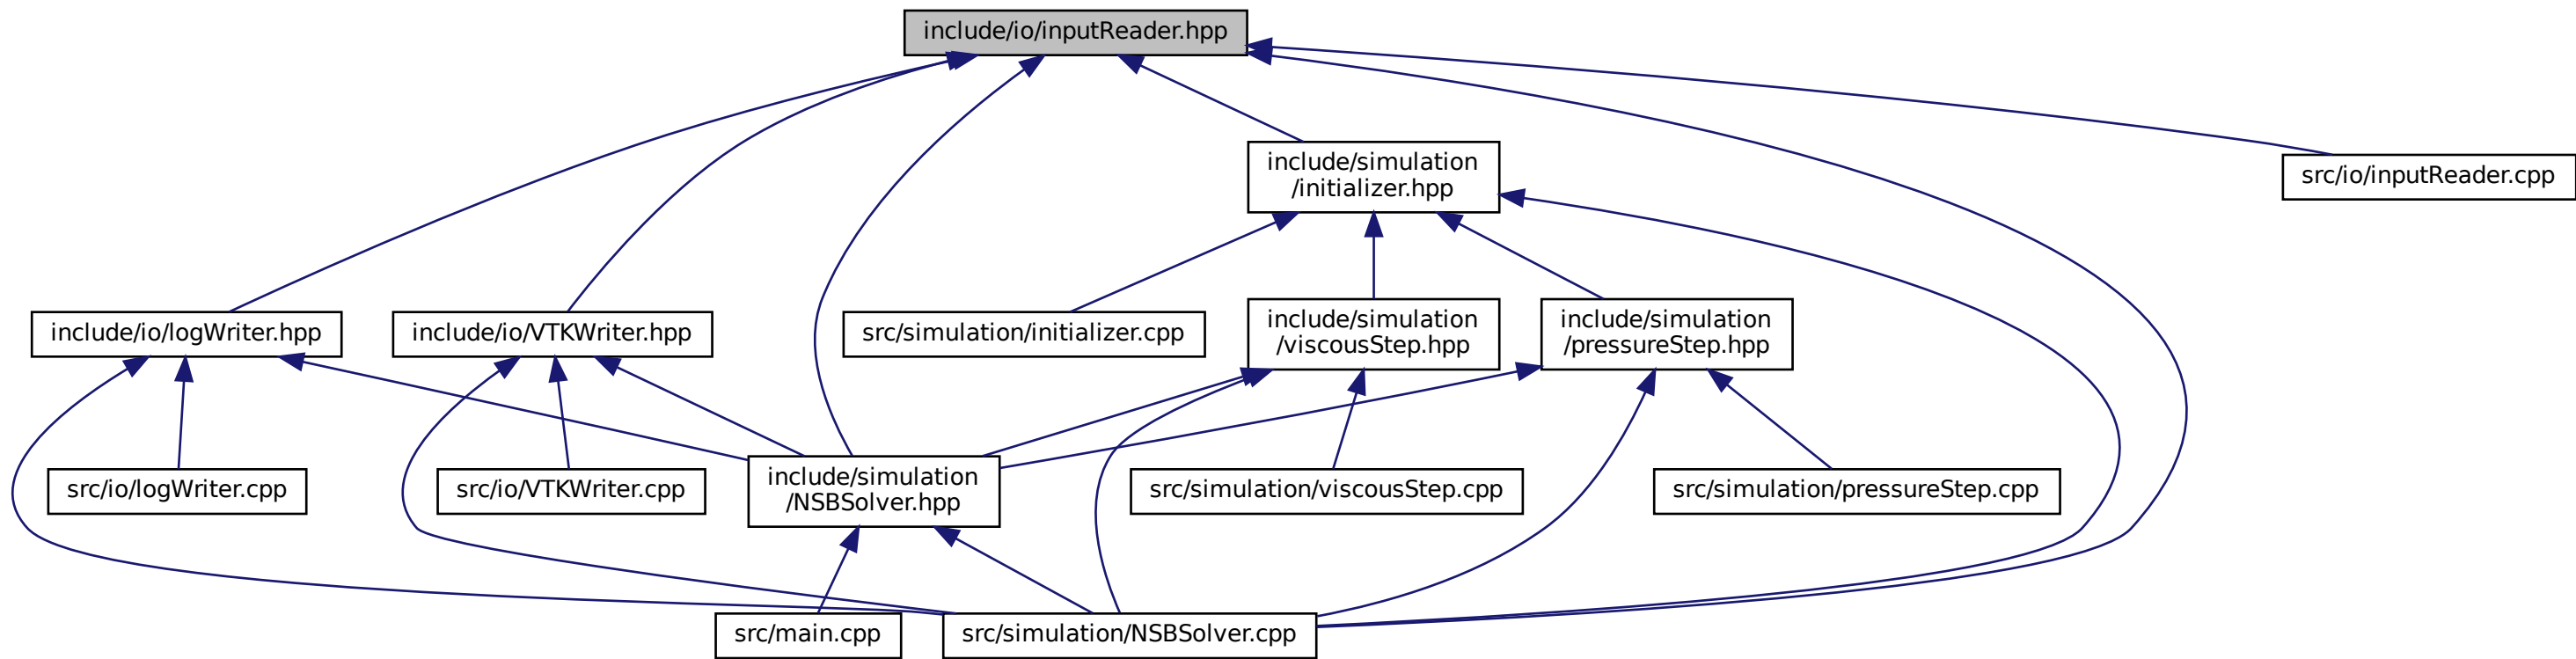 include/io/inputReader.hpp
include/simulation
/initializer.hpp
src/io/inputReader.cpp
include/io/logWriter.hpp
include/io/VTKWriter.hpp
src/simulation/initializer.cpp
include/simulation
/viscousStep.hpp
include/simulation
/pressureStep.hpp
src/io/logWriter.cpp
src/io/VTKWriter.cpp
include/simulation
/NSBSolver.hpp
src/simulation/viscousStep.cpp
src/simulation/pressureStep.cpp
src/main.cpp
src/simulation/NSBSolver.cpp